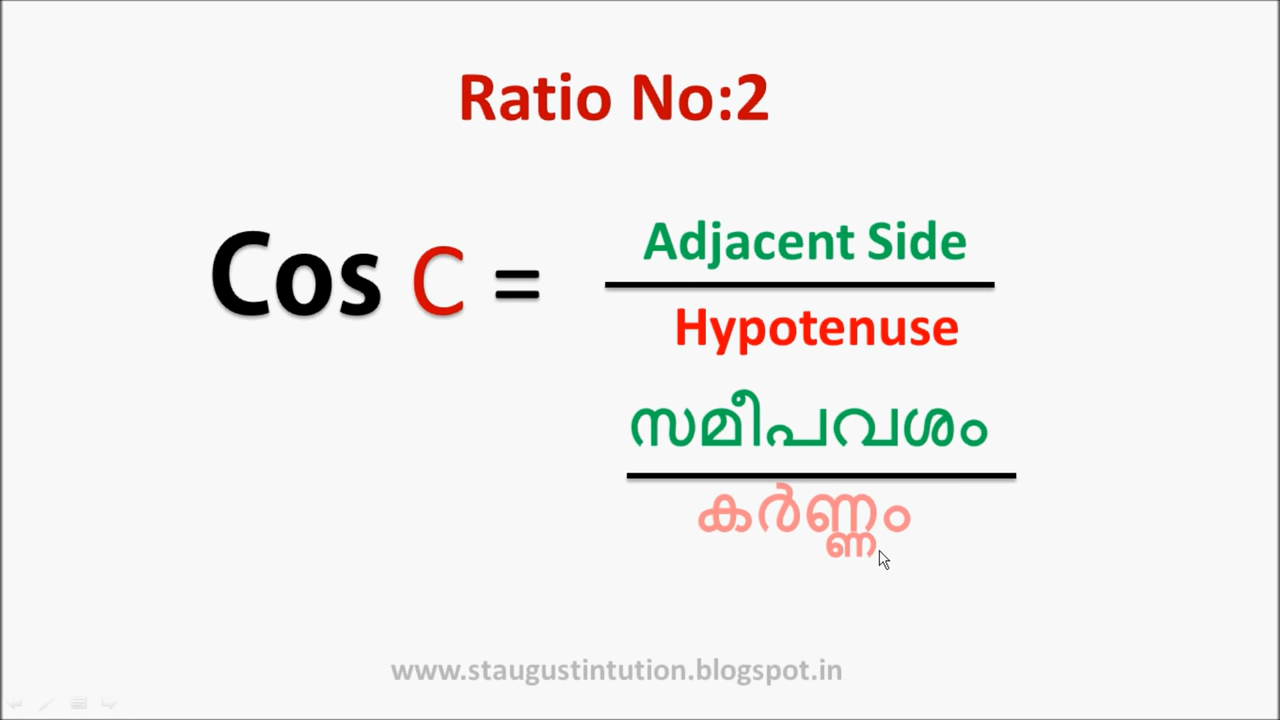 Ratio No:2
Cos C =
Adjacent Side
Hypotenuse
സമീപവശം
കർണ്ണം
www.staugustintution.blogspot.in